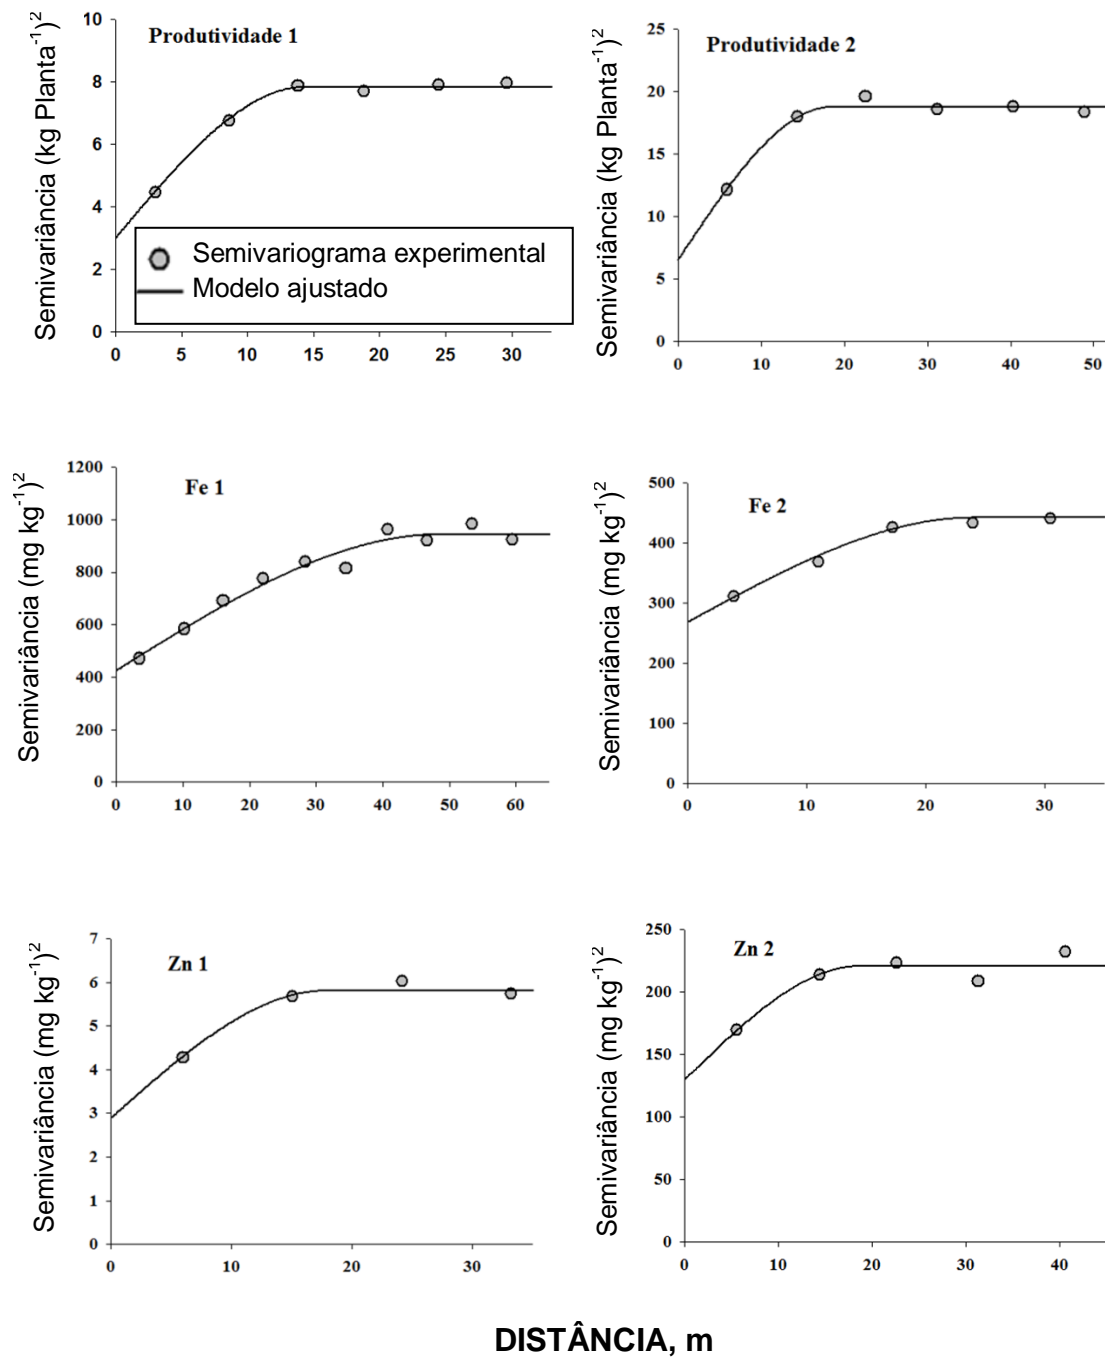 Produtividade 1
Semivariância (kg Planta⁻¹)²
10
8
6
4
2
0
0 5 10 15 20 25 30
Semivariograma experimental
Modelo ajustado
Produtividade 2
Semivariância (kg Planta⁻¹)²
25
20
15
10
5
0
0 10 20 30 40 50
Fe 1
Semivariância (mg kg⁻¹)²
1200
1000
800
600
400
200
0
0 10 20 30 40 50 60
Fe 2
Semivariância (mg kg⁻¹)²
500
400
300
200
100
0
0 10 20 30
Zn 1
Semivariância (mg kg⁻¹)²
7
6
5
4
3
2
1
0
0 10 20 30
Zn 2
Semivariância (mg kg⁻¹)²
250
200
150
100
50
0
0 10 20 30 40
DISTÂNCIA, m